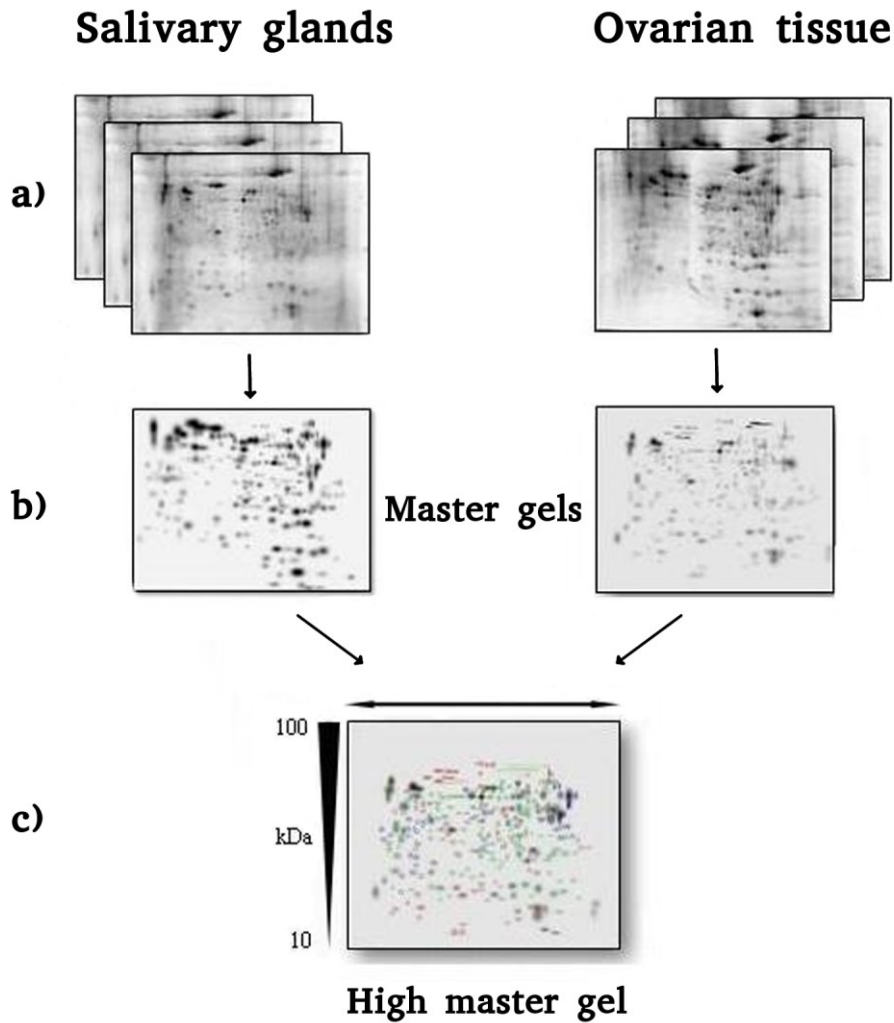 Salivary glands
Ovarian tissue
a)
b)
Master gels
c)
100
kDa
10
High master gel